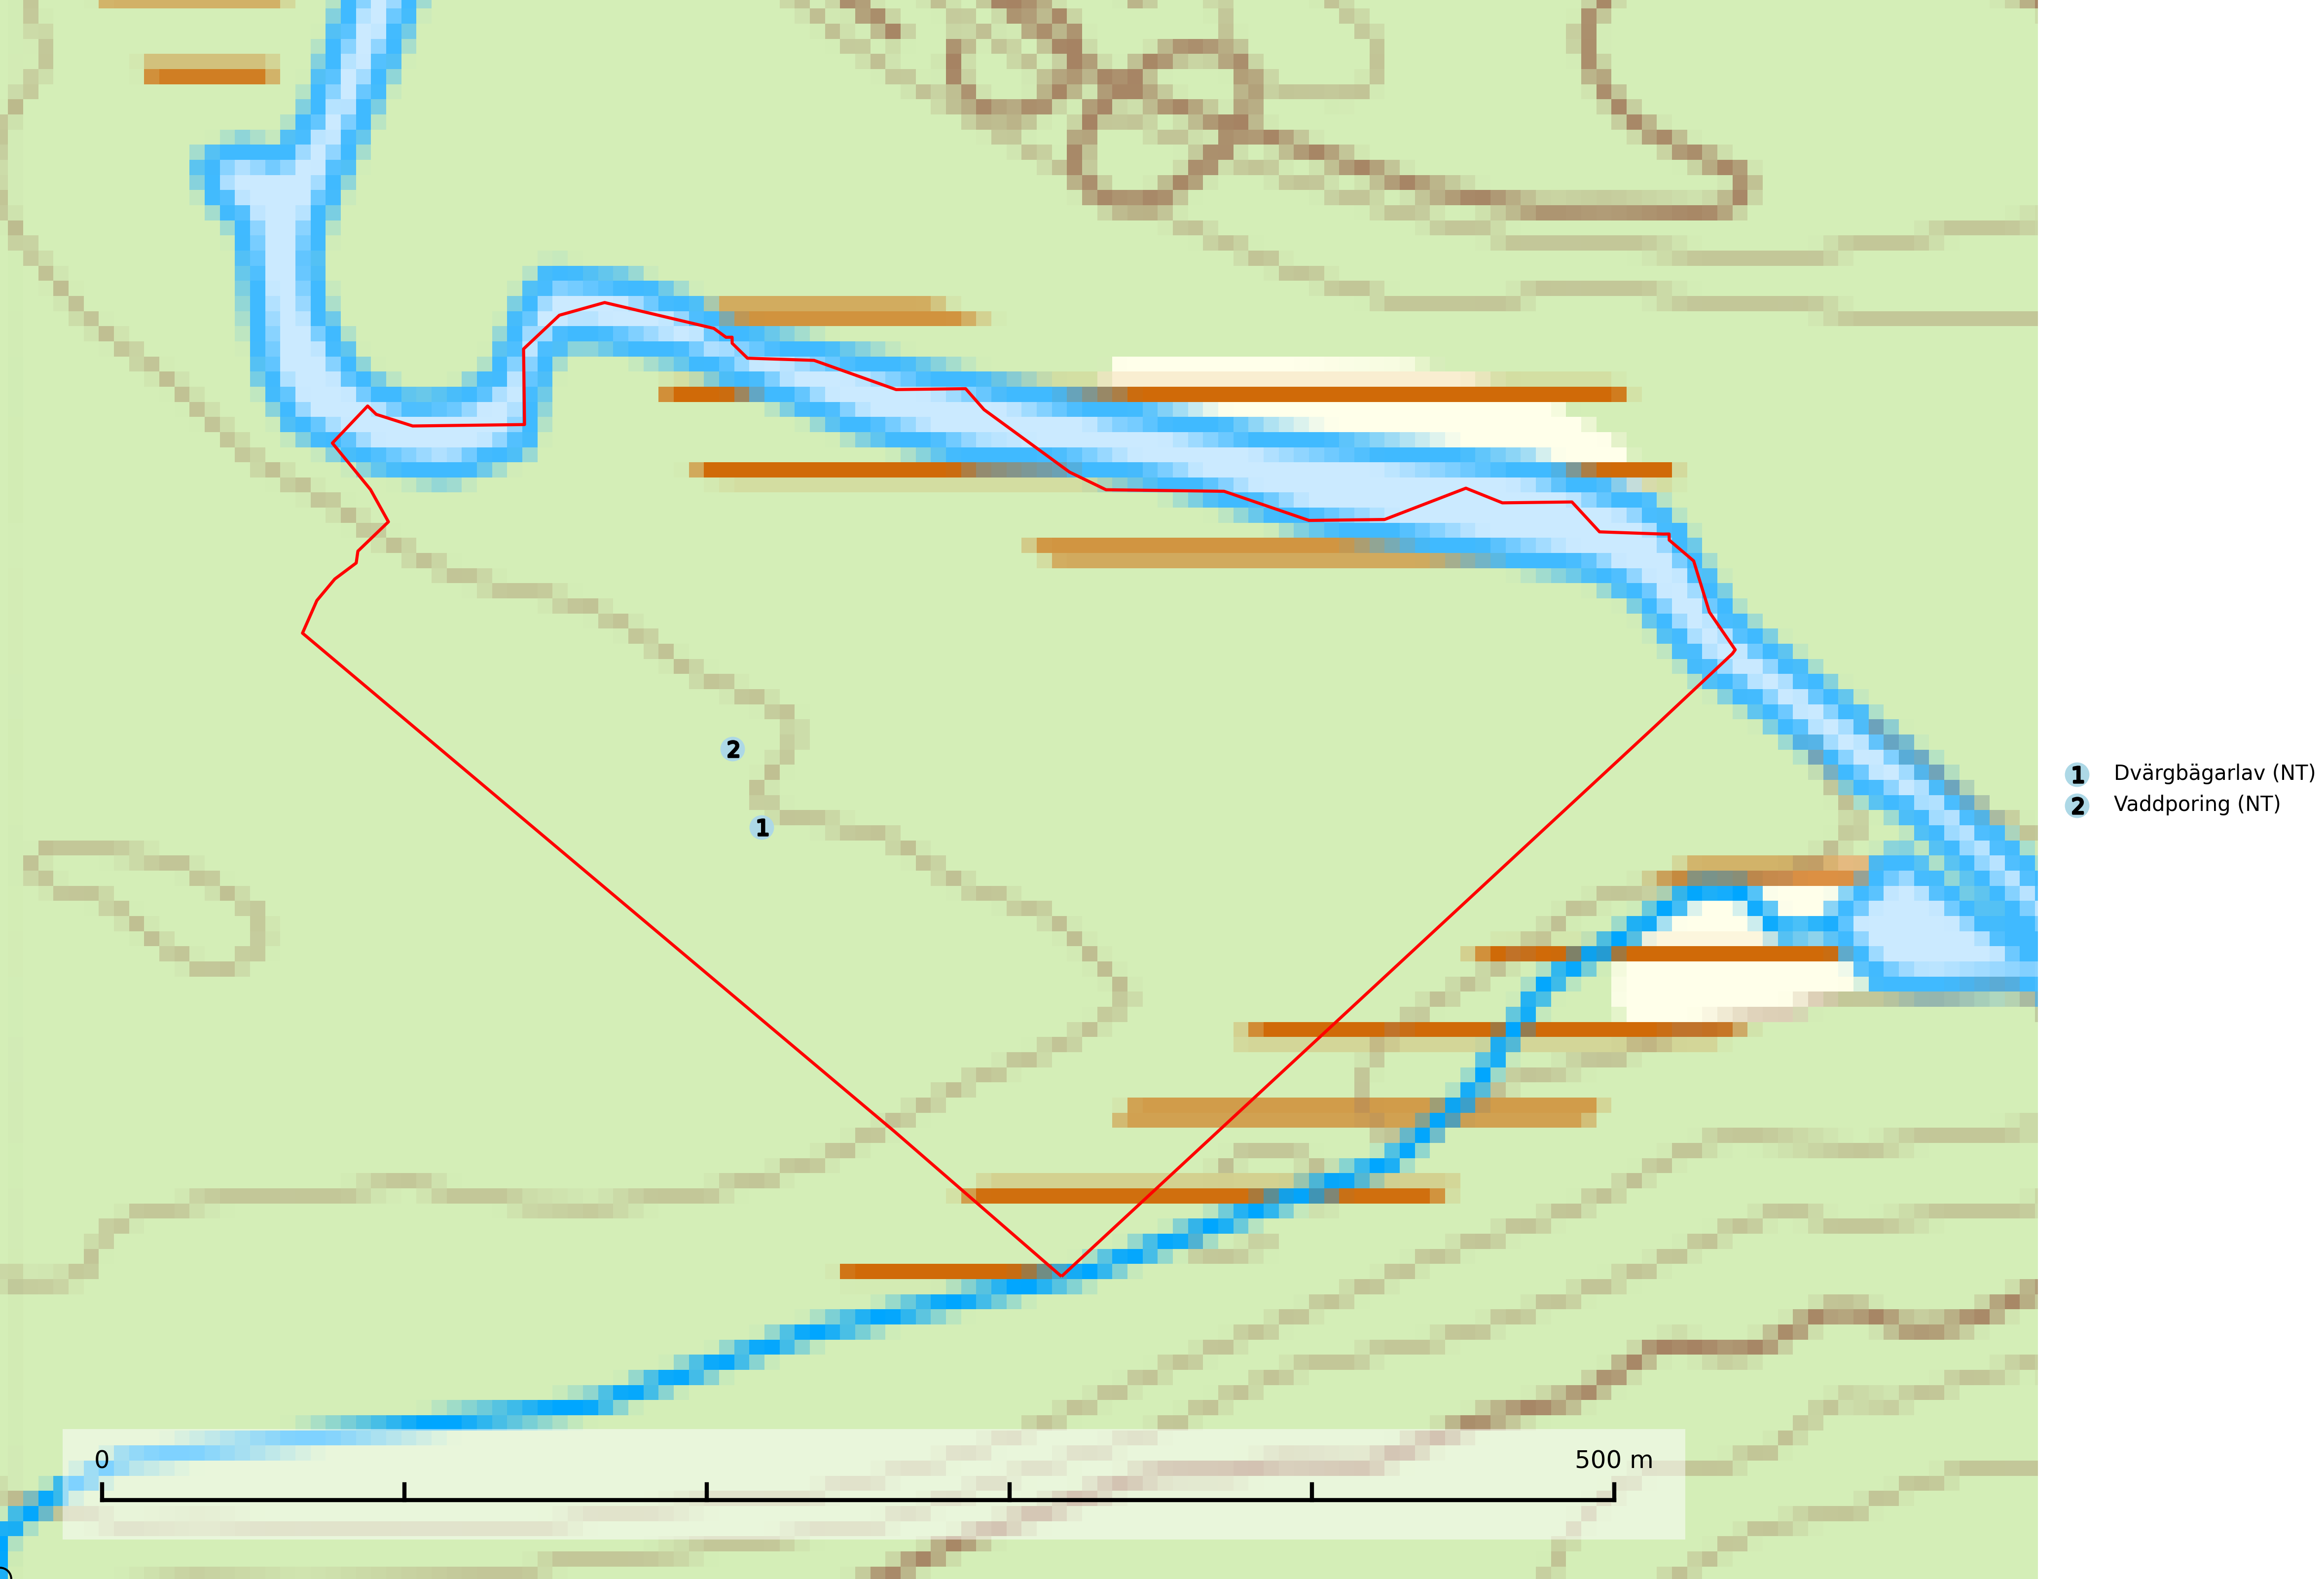 2
1
1 Dvärgbägarlav (NT)
2 Vaddporing (NT)
0 500 m